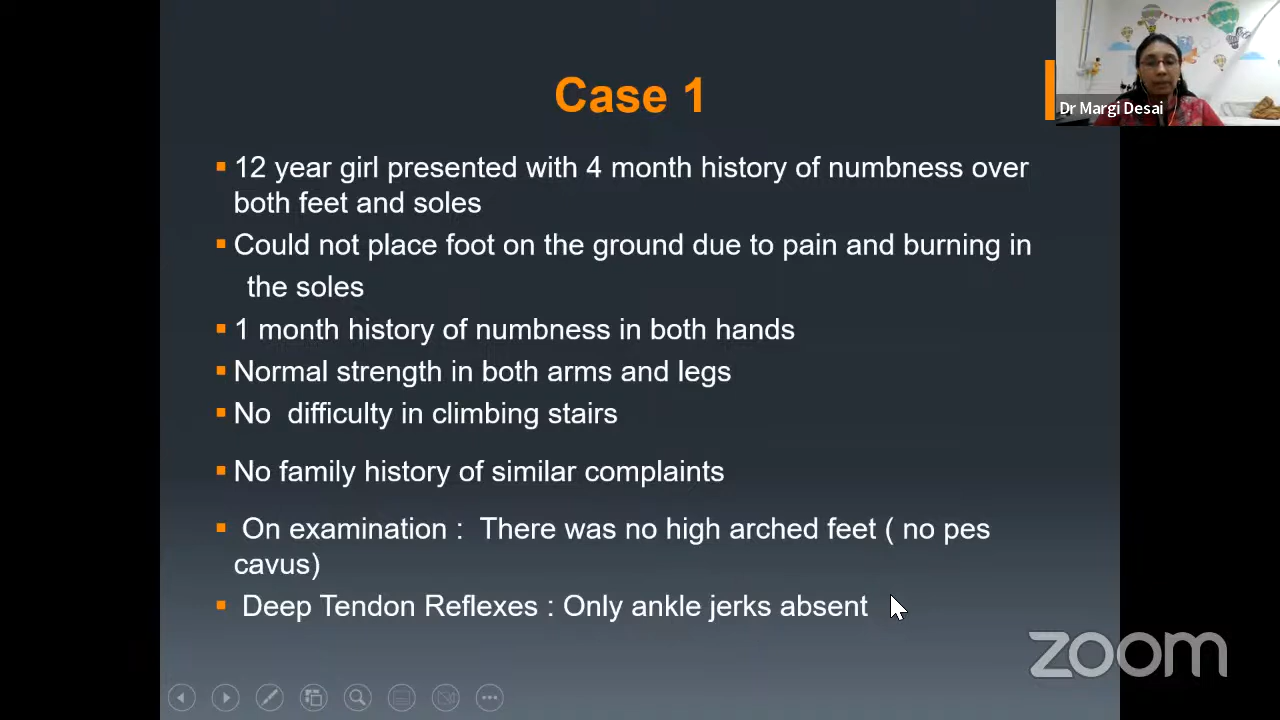 Case 1
Dr Margi Desai
12 year girl presented with 4 month history of numbness over
both feet and soles
Could not place foot on the ground due to pain and burning in
the soles
1 month history of numbness in both hands
Normal strength in both arms and legs
No difficulty in climbing stairs
No family history of similar complaints
On examination : There was no high arched feet ( no pes
cavus)
Deep Tendon Reflexes : Only ankle jerks absent
zoom